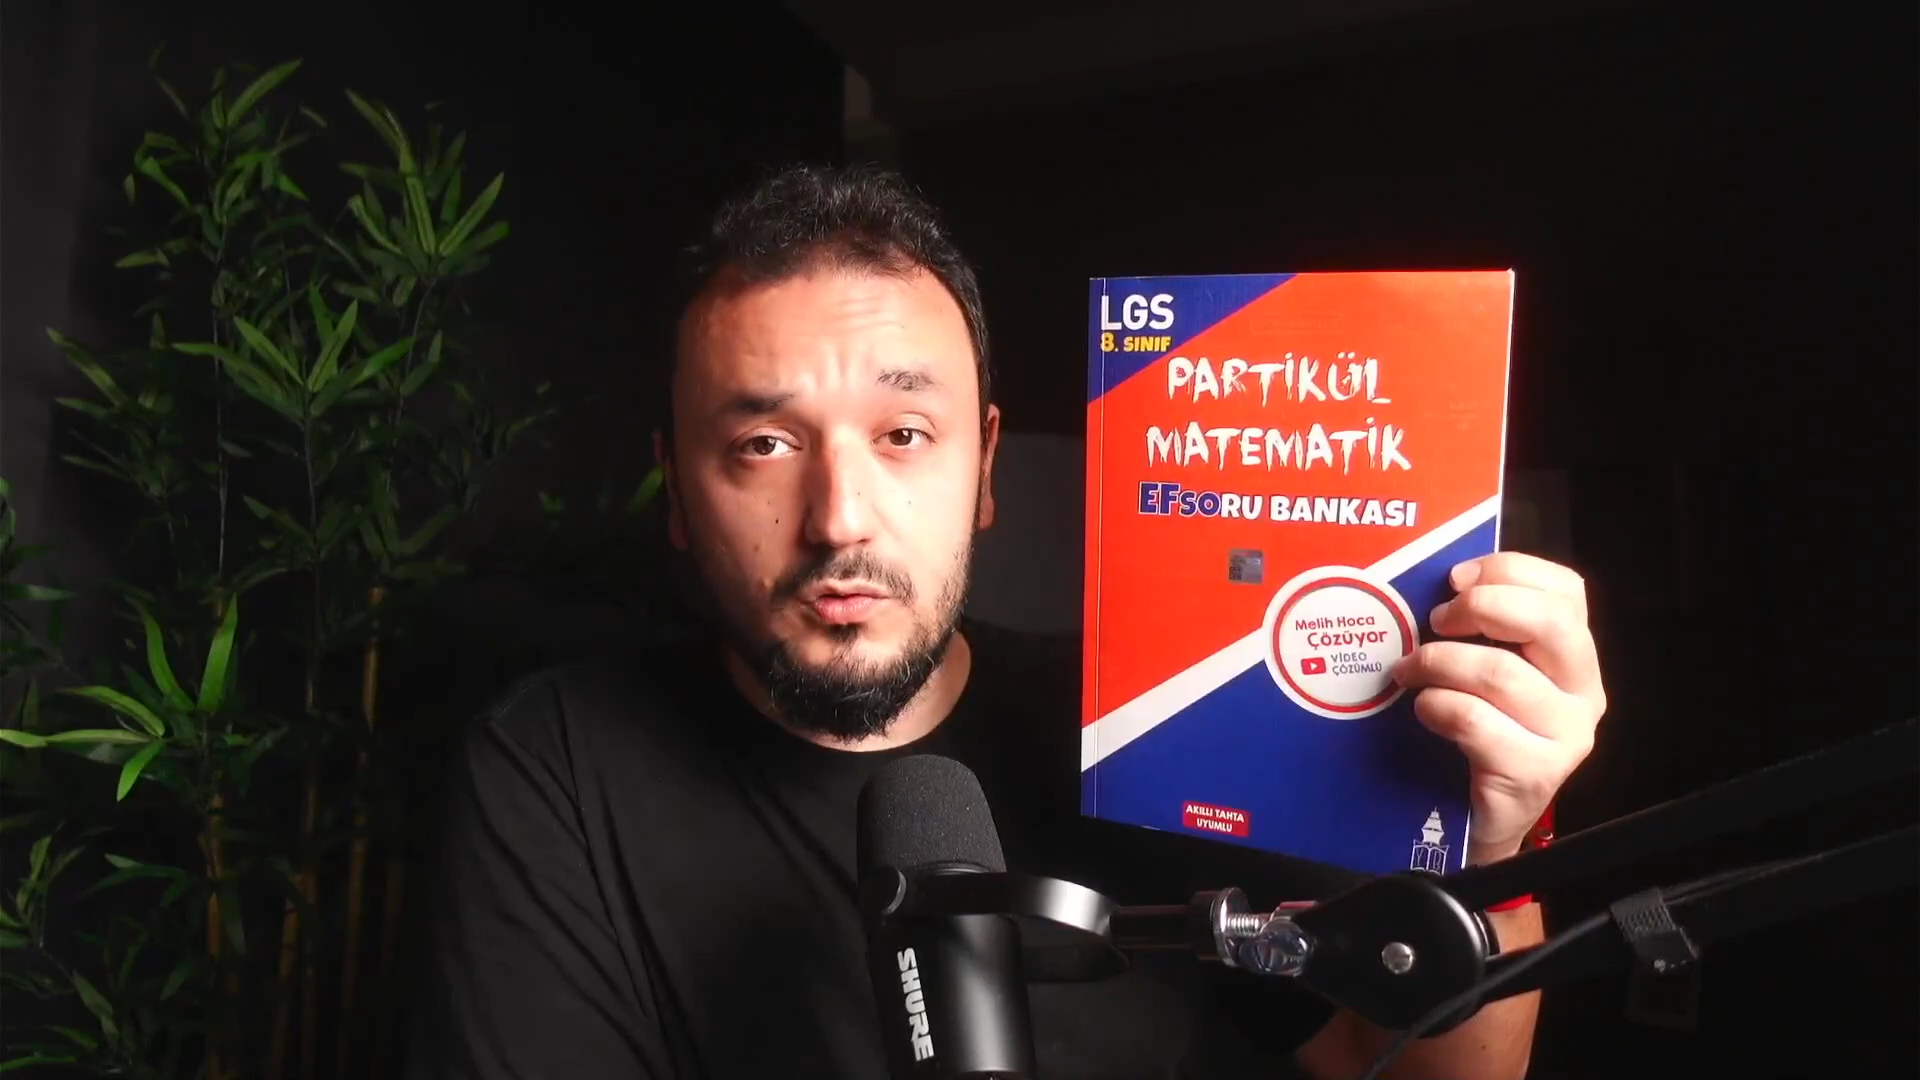 LGS
8. SINIF
PARTİKÜL
MATEMATİK
EFSORU BANKASI
Melih Hoca
Çözüyor
VİDEO
ÇÖZÜMLÜ
AKILLI TAHTA
UYUMLU
SHURE